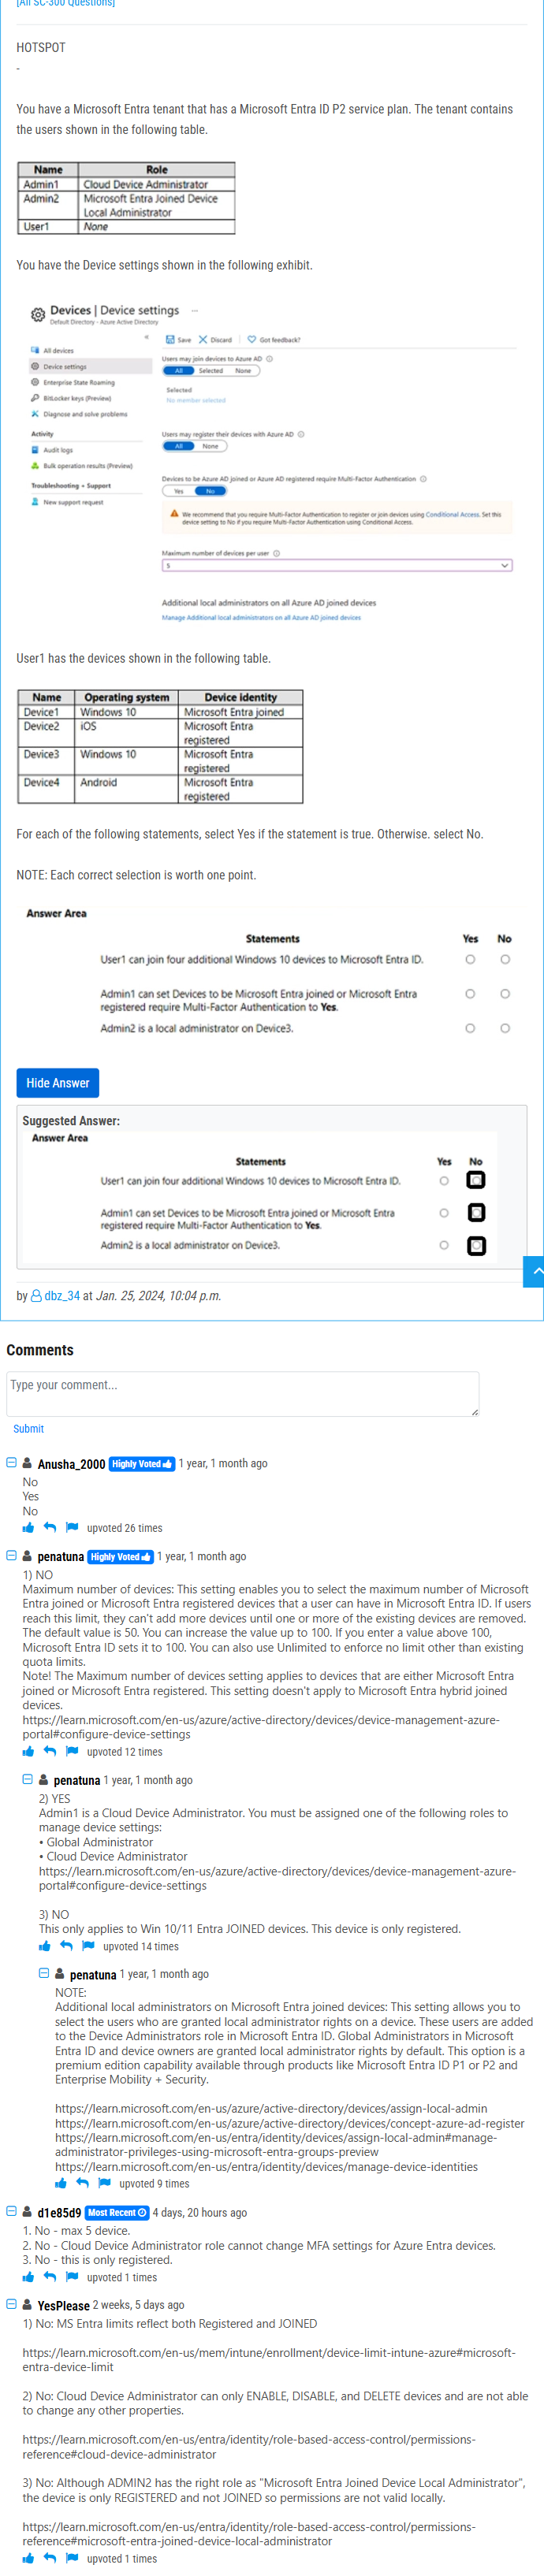 [All SC-300 Questions]
HOTSPOT
-
You have a Microsoft Entra tenant that has a Microsoft Entra ID P2 service plan. The tenant contains
the users shown in the following table.
Name Role
Admin1 Cloud Device Administrator
Admin2 Microsoft Entra Joined Device
Local Administrator
User1 None
You have the Device settings shown in the following exhibit.
Devices | Device settings ...
Default Directory - Azure Active Directory
«
Save Discard Got feedback?
All devices
Device settings
Enterprise State Roaming
BitLocker keys (Preview)
Diagnose and solve problems
Activity
Audit logs
Bulk operation results (Preview)
Troubleshooting + Support
New support request
Users may join devices to Azure AD
All Selected None
Selected
No member selected
Users may register their devices with Azure AD
All None
Devices to be Azure AD joined or Azure AD registered require Multi-Factor Authentication
Yes No
We recommend that you require Multi-Factor Authentication to register or join devices using Conditional Access. Set this
device setting to No if you require Multi-Factor Authentication using Conditional Access.
Maximum number of devices per user
5
Additional local administrators on all Azure AD joined devices
Manage Additional local administrators on all Azure AD joined devices
User1 has the devices shown in the following table.
Name Operating system Device identity
Device1 Windows 10 Microsoft Entra joined
Device2 iOS Microsoft Entra
registered
Device3 Windows 10 Microsoft Entra
registered
Device4 Android Microsoft Entra
registered
For each of the following statements, select Yes if the statement is true. Otherwise. select No.
NOTE: Each correct selection is worth one point.
Answer Area
Statements Yes No
User1 can join four additional Windows 10 devices to Microsoft Entra ID.
Admin1 can set Devices to be Microsoft Entra joined or Microsoft Entra
registered require Multi-Factor Authentication to Yes.
Admin2 is a local administrator on Device3.
Hide Answer
Suggested Answer:
Answer Area
Statements Yes No
User1 can join four additional Windows 10 devices to Microsoft Entra ID.
Admin1 can set Devices to be Microsoft Entra joined or Microsoft Entra
registered require Multi-Factor Authentication to Yes.
Admin2 is a local administrator on Device3.
by dbz_34 at Jan. 25, 2024, 10:04 p.m.
Comments
Type your comment...
Submit
Anusha_2000 Highly Voted 1 year, 1 month ago
No
Yes
No
upvoted 26 times
penatuna Highly Voted 1 year, 1 month ago
1) NO
Maximum number of devices: This setting enables you to select the maximum number of Microsoft
Entra joined or Microsoft Entra registered devices that a user can have in Microsoft Entra ID. If users
reach this limit, they can't add more devices until one or more of the existing devices are removed.
The default value is 50. You can increase the value up to 100. If you enter a value above 100,
Microsoft Entra ID sets it to 100. You can also use Unlimited to enforce no limit other than existing
quota limits.
Note! The Maximum number of devices setting applies to devices that are either Microsoft Entra
joined or Microsoft Entra registered. This setting doesn't apply to Microsoft Entra hybrid joined
devices.
https://learn.microsoft.com/en-us/azure/active-directory/devices/device-management-azure-
portal#configure-device-settings
upvoted 12 times
penatuna 1 year, 1 month ago
2) YES
Admin1 is a Cloud Device Administrator. You must be assigned one of the following roles to
manage device settings:
• Global Administrator
• Cloud Device Administrator
https://learn.microsoft.com/en-us/azure/active-directory/devices/device-management-azure-
portal#configure-device-settings
3) NO
This only applies to Win 10/11 Entra JOINED devices. This device is only registered.
upvoted 14 times
penatuna 1 year, 1 month ago
NOTE:
Additional local administrators on Microsoft Entra joined devices: This setting allows you to
select the users who are granted local administrator rights on a device. These users are added
to the Device Administrators role in Microsoft Entra ID. Global Administrators in Microsoft
Entra ID and device owners are granted local administrator rights by default. This option is a
premium edition capability available through products like Microsoft Entra ID P1 or P2 and
Enterprise Mobility + Security.
https://learn.microsoft.com/en-us/azure/active-directory/devices/assign-local-admin
https://learn.microsoft.com/en-us/azure/active-directory/devices/concept-azure-ad-register
https://learn.microsoft.com/en-us/entra/identity/devices/assign-local-admin#manage-
administrator-privileges-using-microsoft-entra-groups-preview
https://learn.microsoft.com/en-us/entra/identity/devices/manage-device-identities
upvoted 9 times
d1e85d9 Most Recent 4 days, 20 hours ago
1. No - max 5 device.
2. No - Cloud Device Administrator role cannot change MFA settings for Azure Entra devices.
3. No - this is only registered.
upvoted 1 times
YesPlease 2 weeks, 5 days ago
1) No: MS Entra limits reflect both Registered and JOINED
https://learn.microsoft.com/en-us/mem/intune/enrollment/device-limit-intune-azure#microsoft-
entra-device-limit
2) No: Cloud Device Administrator can only ENABLE, DISABLE, and DELETE devices and are not able
to change any other properties.
https://learn.microsoft.com/en-us/entra/identity/role-based-access-control/permissions-
reference#cloud-device-administrator
3) No: Although ADMIN2 has the right role as "Microsoft Entra Joined Device Local Administrator",
the device is only REGISTERED and not JOINED so permissions are not valid locally.
https://learn.microsoft.com/en-us/entra/identity/role-based-access-control/permissions-
reference#microsoft-entra-joined-device-local-administrator
upvoted 1 times